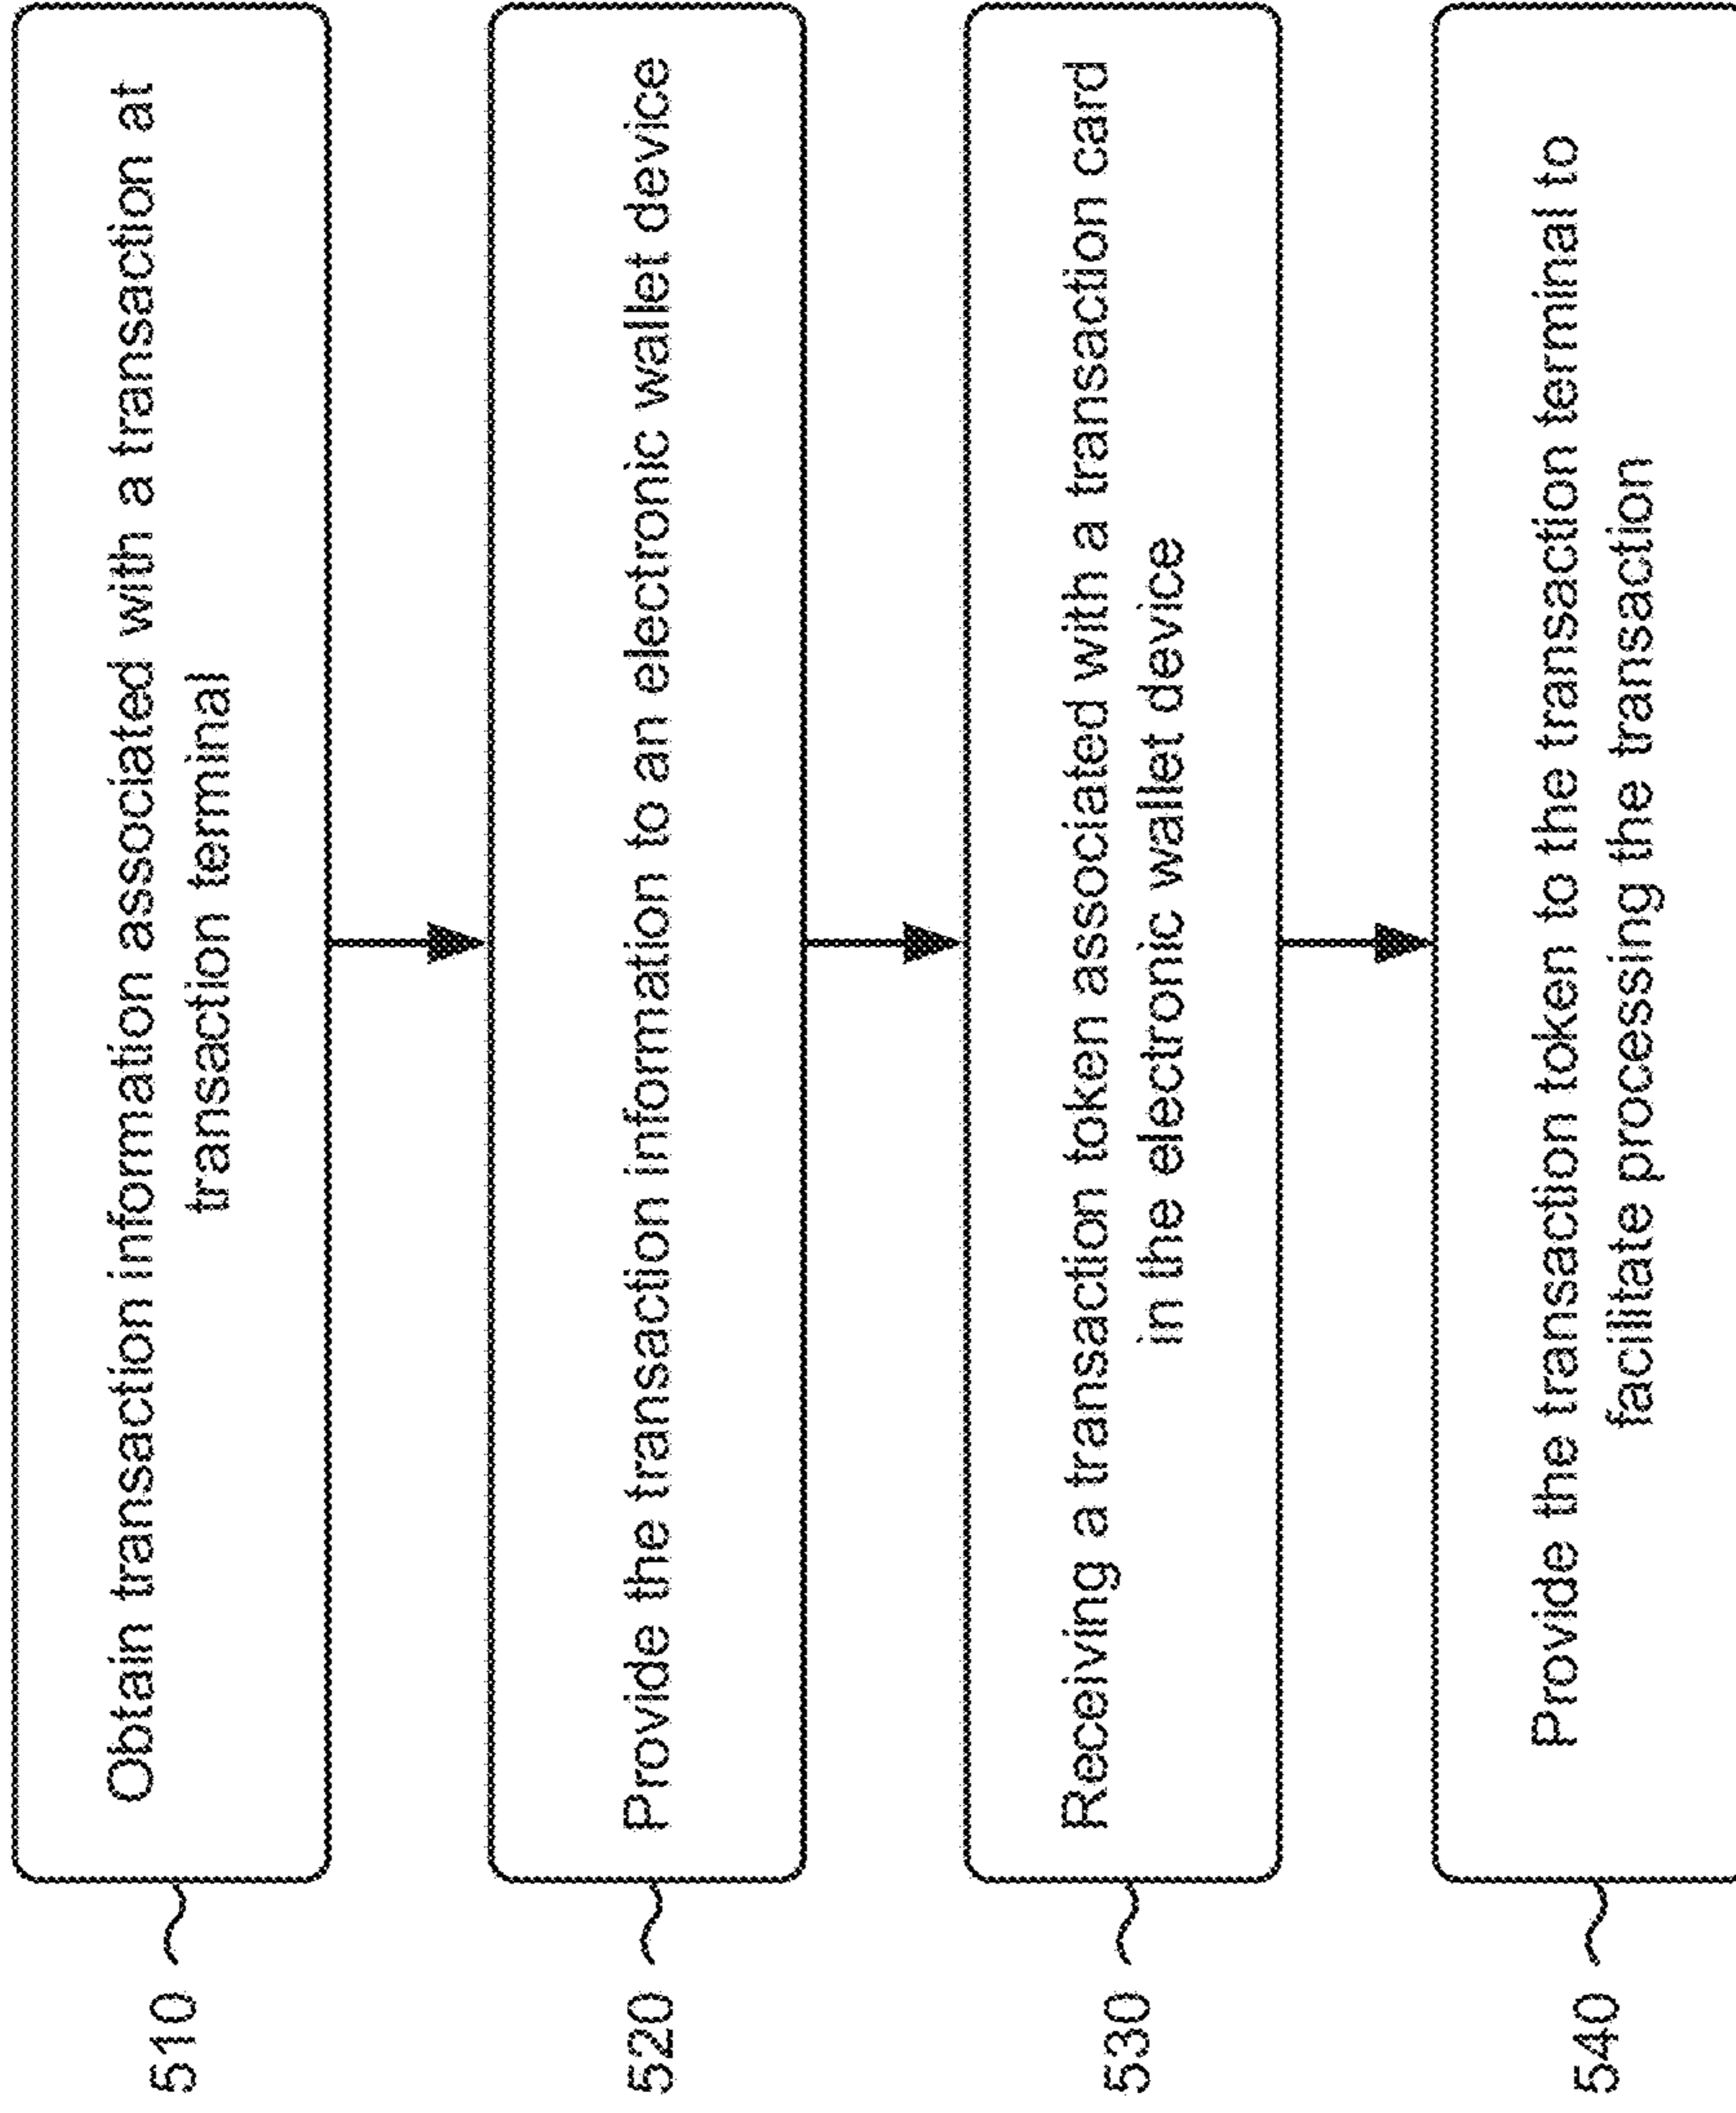 510
Obtain transaction information associated with a transaction at
transaction terminal
520
Provide the transaction information to an electronic wallet device
530
Receiving a transaction token associated with a transaction card
in the electronic wallet device
540
Provide the transaction token to the transaction terminal to
facilitate processing the transaction